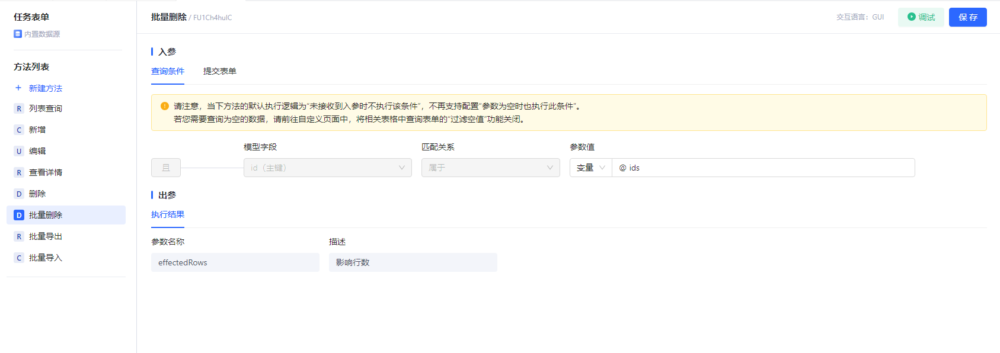 任务表单
内置数据源
方法列表
+ 新建方法
R 列表查询
C 新增
U 编辑
R 查看详情
D 删除
D 批量删除
R 批量导出
C 批量导入
批量删除 / FU1Ch4hulC
交互语言：GUI
调试
保 存
入参
查询条件 提交表单
请注意，当下方法的默认执行逻辑为“未接收到入参时不执行该条件”，不再支持配置“参数为空时也执行此条件”。
若您需要查询为空的数据，请前往自定义页面中，将相关表格中查询表单的“过滤空值”功能关闭。
模型字段 匹配关系 参数值
且 id（主键） 属于 变量 @ ids
出参
执行结果
参数名称 描述
effectedRows 影响行数